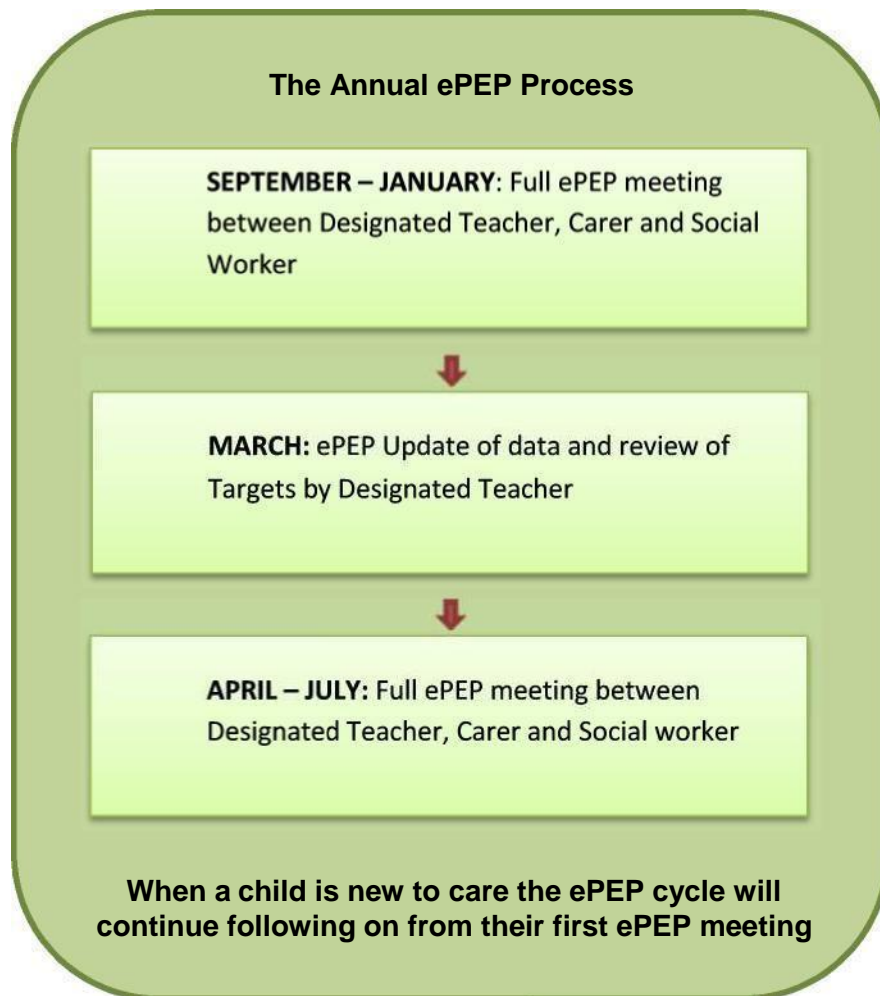 The Annual ePEP Process
SEPTEMBER – JANUARY: Full ePEP meeting
between Designated Teacher, Carer and Social
Worker
MARCH: ePEP Update of data and review of
Targets by Designated Teacher
APRIL – JULY: Full ePEP meeting between
Designated Teacher, Carer and Social worker
When a child is new to care the ePEP cycle will
continue following on from their first ePEP meeting